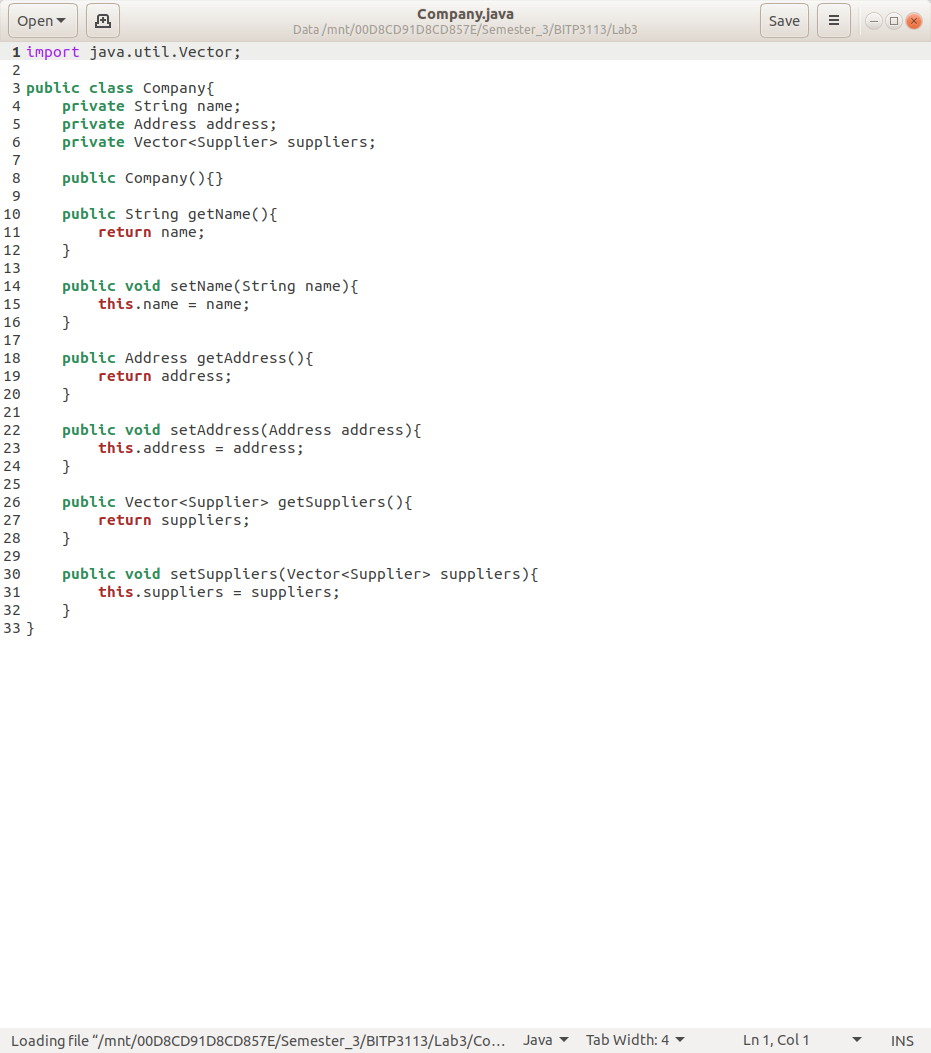 Open
Company.java
Data /mnt/00D8CD91D8CD857E/Semester_3/BITP3113/Lab3
Save
1 import java.util.Vector;
2
3 public class Company{
4     private String name;
5     private Address address;
6     private Vector<Supplier> suppliers;
7
8     public Company(){}
9
10     public String getName(){
11         return name;
12     }
13
14     public void setName(String name){
15         this.name = name;
16     }
17
18     public Address getAddress(){
19         return address;
20     }
21
22     public void setAddress(Address address){
23         this.address = address;
24     }
25
26     public Vector<Supplier> getSuppliers(){
27         return suppliers;
28     }
29
30     public void setSuppliers(Vector<Supplier> suppliers){
31         this.suppliers = suppliers;
32     }
33 }
Loading file “/mnt/00D8CD91D8CD857E/Semester_3/BITP3113/Lab3/Co… Java Tab Width: 4 Ln 1, Col 1 INS